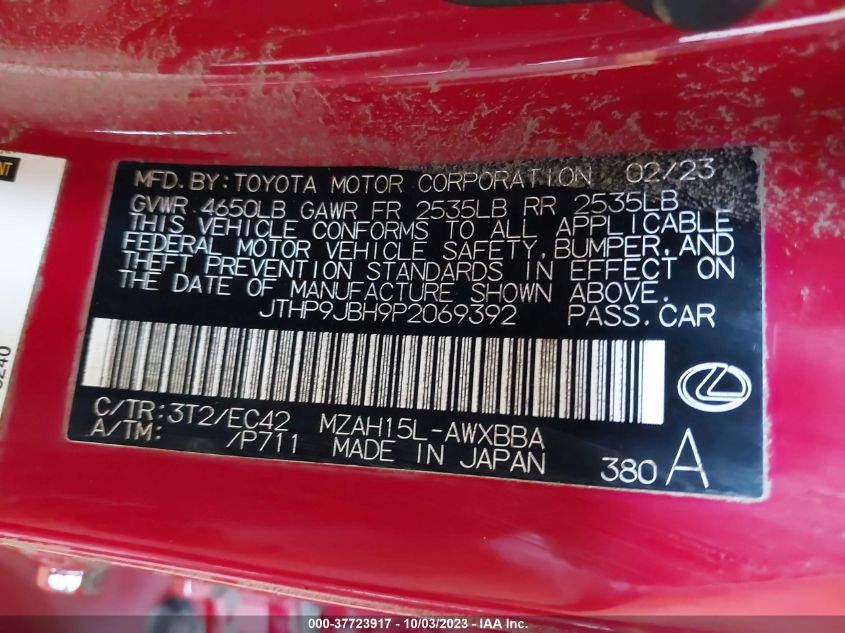 NT
MFD. BY: TOYOTA MOTOR CORPORATION 02/23
GVWR 4650LB GAWR FR 2535LB RR 2535LB
THIS VEHICLE CONFORMS TO ALL APPLICABLE
FEDERAL MOTOR VEHICLE SAFETY, BUMPER, AND
THEFT PREVENTION STANDARDS IN EFFECT ON
THE DATE OF MANUFACTURE SHOWN ABOVE.
JTHP9JBH9P2069392 PASS. CAR
C/TR: 3T2/EC42 MZAH15L-AWXBBA
A/TM: /P711 MADE IN JAPAN 380 A
000-37723917 - 10/03/2023 - IAA Inc.